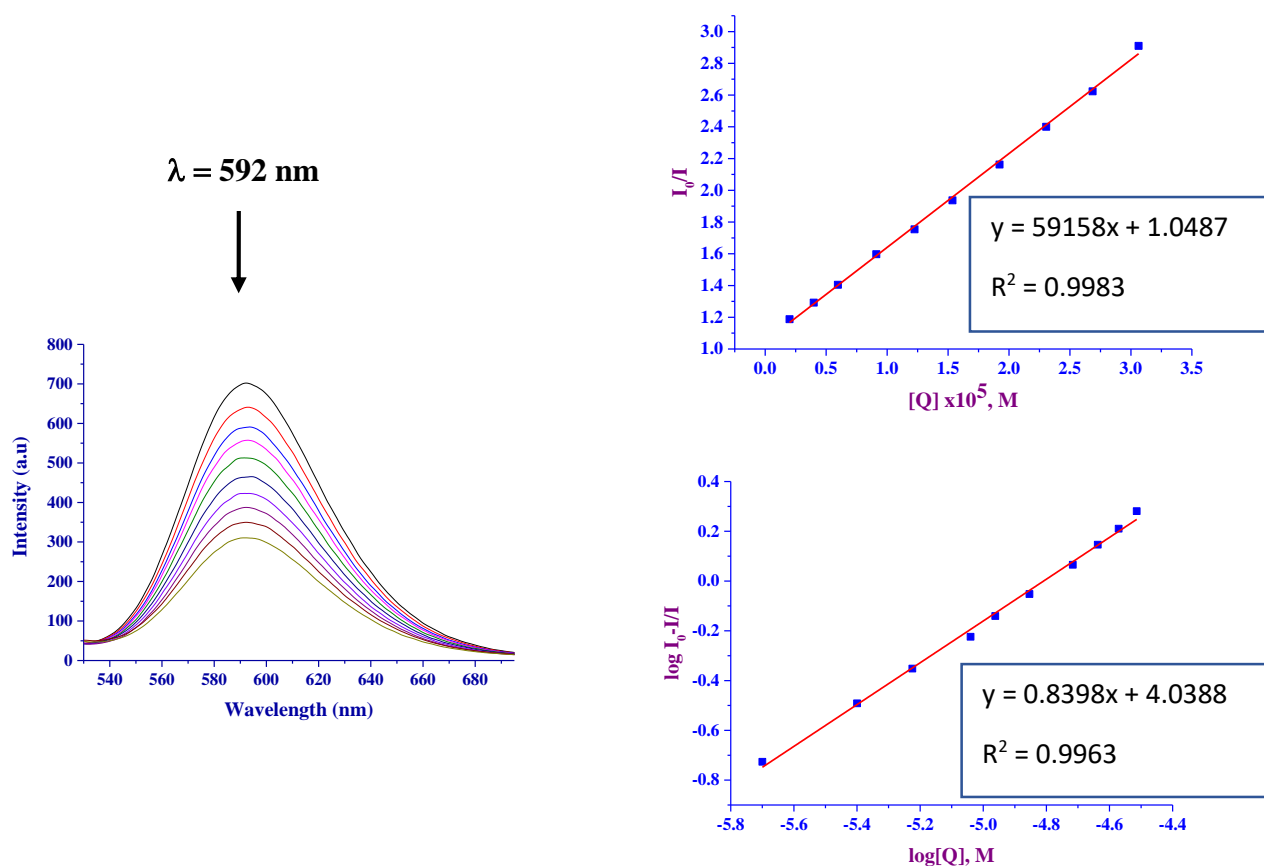 λ = 592 nm
800
700
600
500
400
300
200
100
0
Intensity (a.u)
540 560 580 600 620 640 660 680
Wavelength (nm)
3.0
2.8
2.6
2.4
2.2
2.0
1.8
1.6
1.4
1.2
1.0
I₀/I
y = 59158x + 1.0487
R² = 0.9983
0.0 0.5 1.0 1.5 2.0 2.5 3.0 3.5
[Q] x10⁵, M
0.4
0.2
0.0
-0.2
-0.4
-0.6
-0.8
log I₀-I/I
y = 0.8398x + 4.0388
R² = 0.9963
-5.8 -5.6 -5.4 -5.2 -5.0 -4.8 -4.6 -4.4
log[Q], M